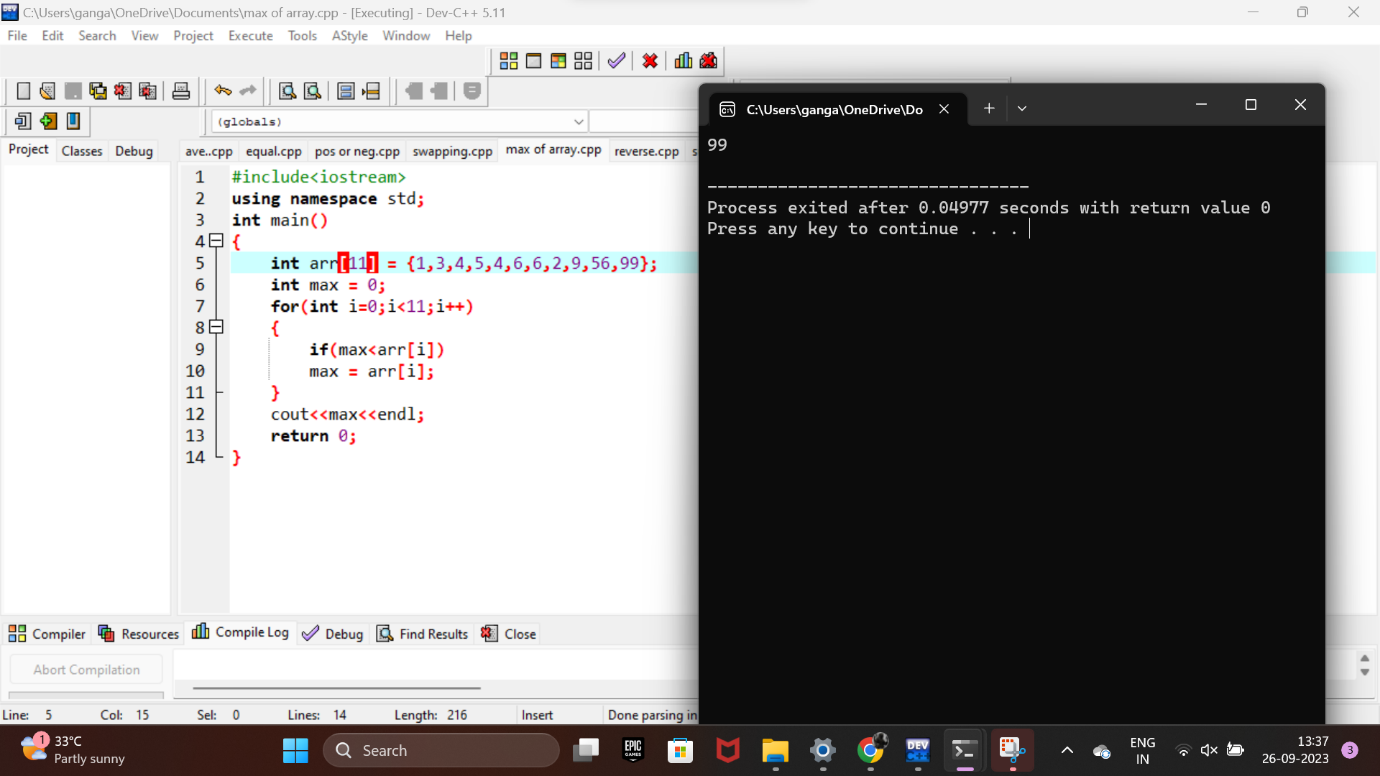 C:\Users\ganga\OneDrive\Documents\max of array.cpp - [Executing] - Dev-C++ 5.11
File Edit Search View Project Execute Tools AStyle Window Help
(globals)
Project Classes Debug
ave..cpp equal.cpp pos or neg.cpp swapping.cpp max of array.cpp reverse.cpp
1 #include<iostream>
2 using namespace std;
3 int main()
4 {
5 int arr[11] = {1,3,4,5,4,6,6,2,9,56,99};
6 int max = 0;
7 for(int i=0;i<11;i++)
8 {
9 if(max<arr[i])
10 max = arr[i];
11 }
12 cout<<max<<endl;
13 return 0;
14 }
C:\Users\ganga\OneDrive\Do
99
--------------------------------
Process exited after 0.04977 seconds with return value 0
Press any key to continue . . .
Compiler Resources Compile Log Debug Find Results Close
Abort Compilation
Line: 5 Col: 15 Sel: 0 Lines: 14 Length: 216 Insert Done parsing in
1
33°C
Partly sunny
Search
EPIC GAMES
DEV C++
ENG
IN
13:37
26-09-2023
3